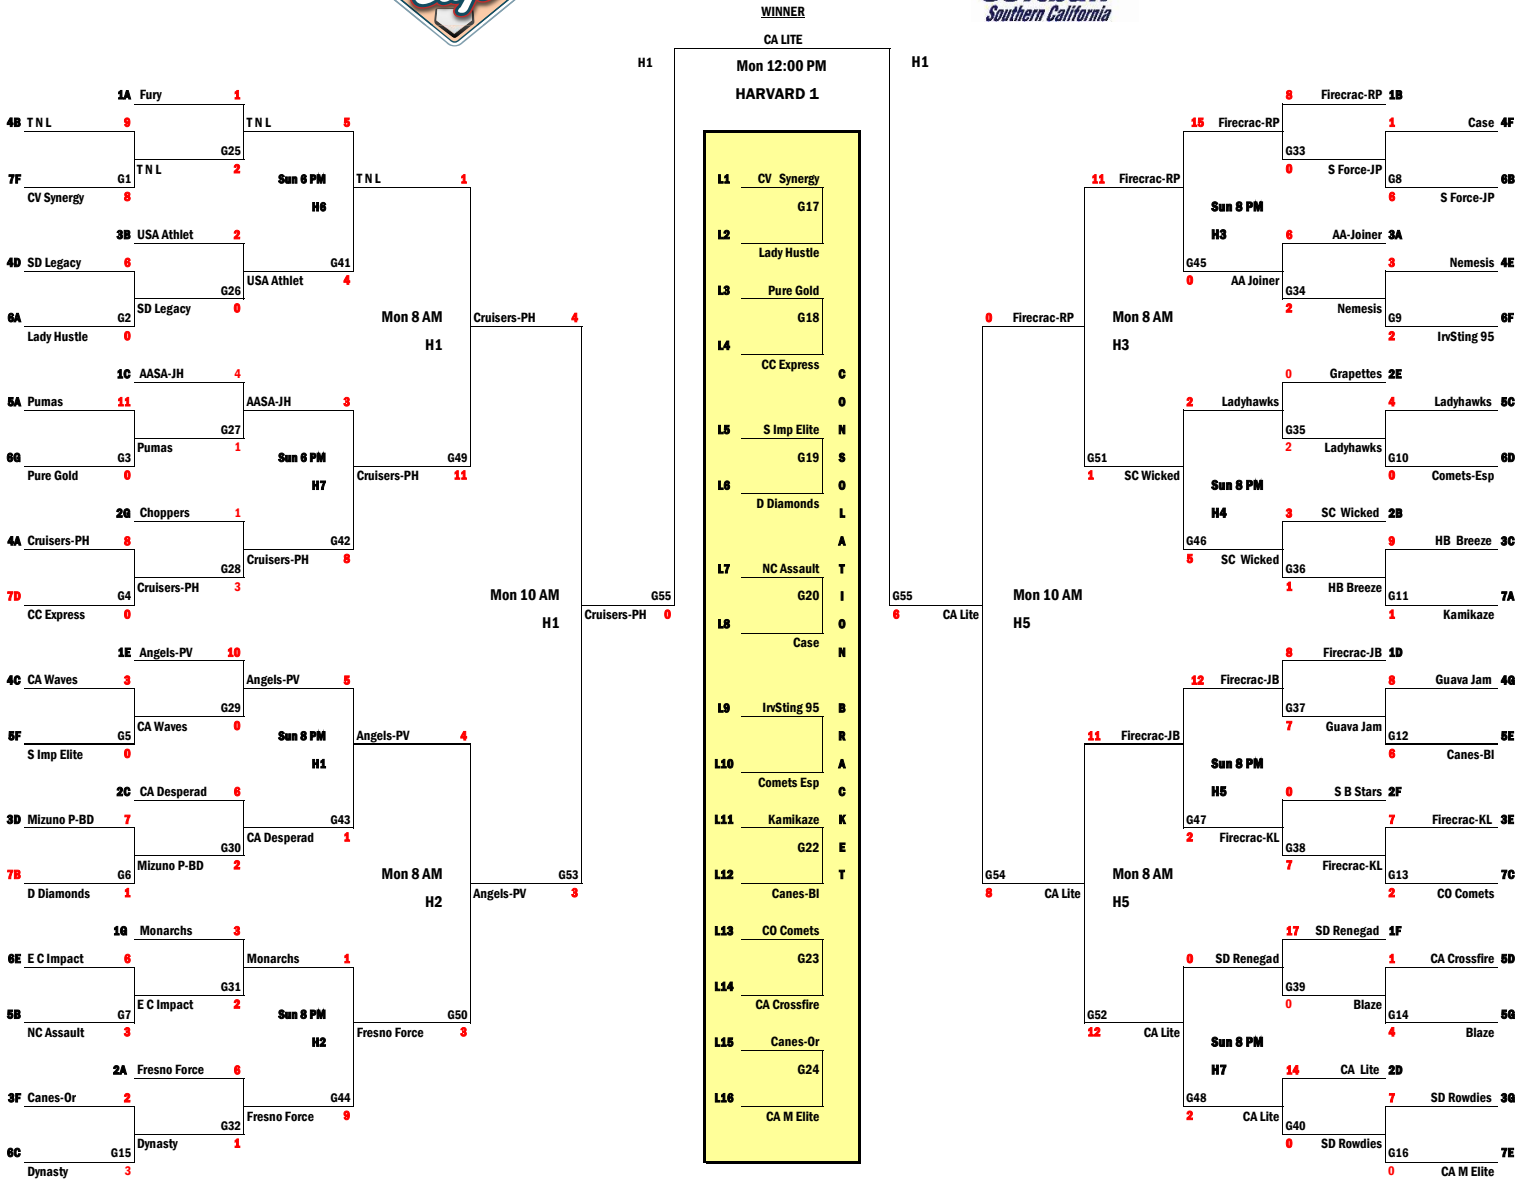 WINNER
Southern California
CA LITE
H1
Mon 12:00 PM
H1
HARVARD 1
1A Fury 1
4B T N L 9
T N L 5
G25
7F G1
T N L 2
Sun 6 PM
T N L 1
CV Synergy 8
H6
3B USA Athlet 2
4D SD Legacy 6
G41
USA Athlet 4
G26
SD Legacy 0
6A G2
Lady Hustle 0
Mon 8 AM
H1
Cruisers-PH 4
1C AASA-JH 4
5A Pumas 11
AASA-JH 3
G27
Pumas 1
6G G3
Pure Gold 0
Sun 6 PM
H7
G49
Cruisers-PH 11
2G Choppers 1
4A Cruisers-PH 8
G42
Cruisers-PH 8
G28
Cruisers-PH 3
7D G4
CC Express 0
Mon 10 AM
H1
G55
Cruisers-PH 0
1E Angels-PV 10
4C CA Waves 3
Angels-PV 5
G29
CA Waves 0
5F G5
S Imp Elite 0
Sun 8 PM
H1
Angels-PV 4
2C CA Desperad 6
3D Mizuno P-BD 7
G43
CA Desperad 1
G30
Mizuno P-BD 2
7B G6
D Diamonds 1
Mon 8 AM
H2
G53
Angels-PV 3
1G Monarchs 3
6E E C Impact 6
Monarchs 1
G31
E C Impact 2
5B G7
NC Assault 3
Sun 8 PM
H2
G50
Fresno Force 3
2A Fresno Force 6
3F Canes-Or 2
G44
Fresno Force 9
G32
Dynasty 1
6C G15
Dynasty 3
L1 CV Synergy
G17
L2
Lady Hustle
L3 Pure Gold
G18
L4
CC Express
L5 S Imp Elite
G19
L6
D Diamonds
L7 NC Assault
G20
L8
Case
L9 IrvSting 95
L10
Comets Esp
L11 Kamikaze
G22
L12
Canes-BI
L13 CO Comets
G23
L14
CA Crossfire
L15 Canes-Or
G24
L16
CA M Elite
C
O
N
S
O
L
A
T
I
O
N
B
R
A
C
K
E
T
8 Firecrac-RP 1B
15 Firecrac-RP
1 Case 4F
G33
0 S Force-JP
G8 6B
6 S Force-JP
11 Firecrac-RP
Sun 8 PM
H3
6 AA-Joiner 3A
3 Nemesis 4E
G45
0 AA Joiner
G34
2 Nemesis
G9 6F
2 IrvSting 95
0 Firecrac-RP
Mon 8 AM
H3
0 Grapettes 2E
2 Ladyhawks
4 Ladyhawks 5C
G35
2 Ladyhawks
G10 6D
0 Comets-Esp
G51
1 SC Wicked
Sun 8 PM
H4
3 SC Wicked 2B
9 HB Breeze 3C
G46
5 SC Wicked
G36
1 HB Breeze
G11 7A
1 Kamikaze
G55
6 CA Lite
Mon 10 AM
H5
8 Firecrac-JB 1D
12 Firecrac-JB
8 Guava Jam 4G
G37
7 Guava Jam
G12 5E
6 Canes-BI
11 Firecrac-JB
Sun 8 PM
H5
0 S B Stars 2F
7 Firecrac-KL 3E
G47
2 Firecrac-KL
G38
7 Firecrac-KL
G13 7C
2 CO Comets
G54
8 CA Lite
Mon 8 AM
H5
17 SD Renegad 1F
0 SD Renegad
1 CA Crossfire 5D
G39
0 Blaze
G14 5G
4 Blaze
G52
12 CA Lite
Sun 8 PM
H7
14 CA Lite 2D
7 SD Rowdies 3G
G48
2 CA Lite
G40
0 SD Rowdies
G16 7E
0 CA M Elite